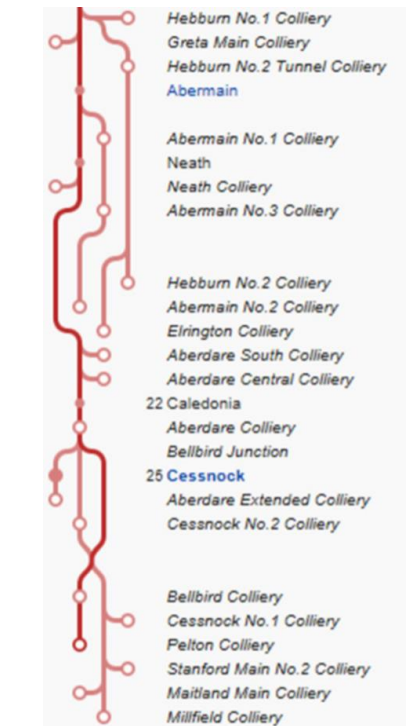 Hebburn No.1 Colliery
Greta Main Colliery
Hebburn No.2 Tunnel Colliery
Abermain
Abermain No.1 Colliery
Neath
Neath Colliery
Abermain No.3 Colliery
Hebburn No.2 Colliery
Abermain No.2 Colliery
Elrington Colliery
Aberdare South Colliery
Aberdare Central Colliery
22 Caledonia
Aberdare Colliery
Bellbird Junction
25 Cessnock
Aberdare Extended Colliery
Cessnock No.2 Colliery
Bellbird Colliery
Cessnock No.1 Colliery
Pelton Colliery
Stanford Main No.2 Colliery
Maitland Main Colliery
Millfield Colliery